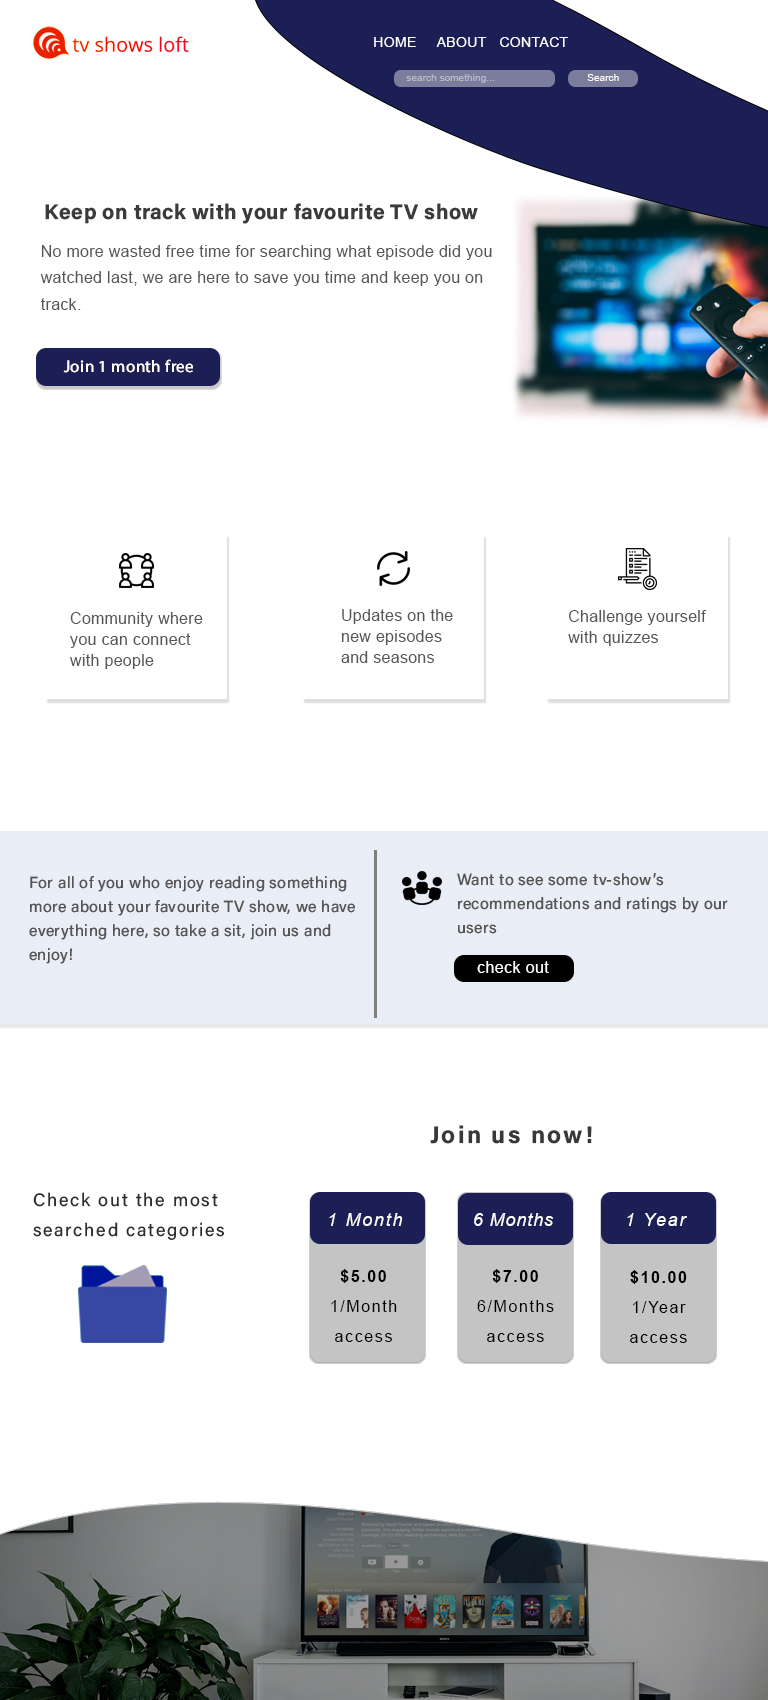 tv shows loft
HOME ABOUT CONTACT
search something... Search
Keep on track with your favourite TV show
No more wasted free time for searching what episode did you
watched last, we are here to save you time and keep you on
track.
Join 1 month free
Community where
you can connect
with people
Updates on the
new episodes
and seasons
Challenge yourself
with quizzes
For all of you who enjoy reading something
more about your favourite TV show, we have
everything here, so take a sit, join us and
enjoy!
Want to see some tv-show's
recommendations and ratings by our
users
check out
Join us now!
Check out the most
searched categories
1 Month
$5.00
1/Month
access
6 Months
$7.00
6/Months
access
1 Year
$10.00
1/Year
access